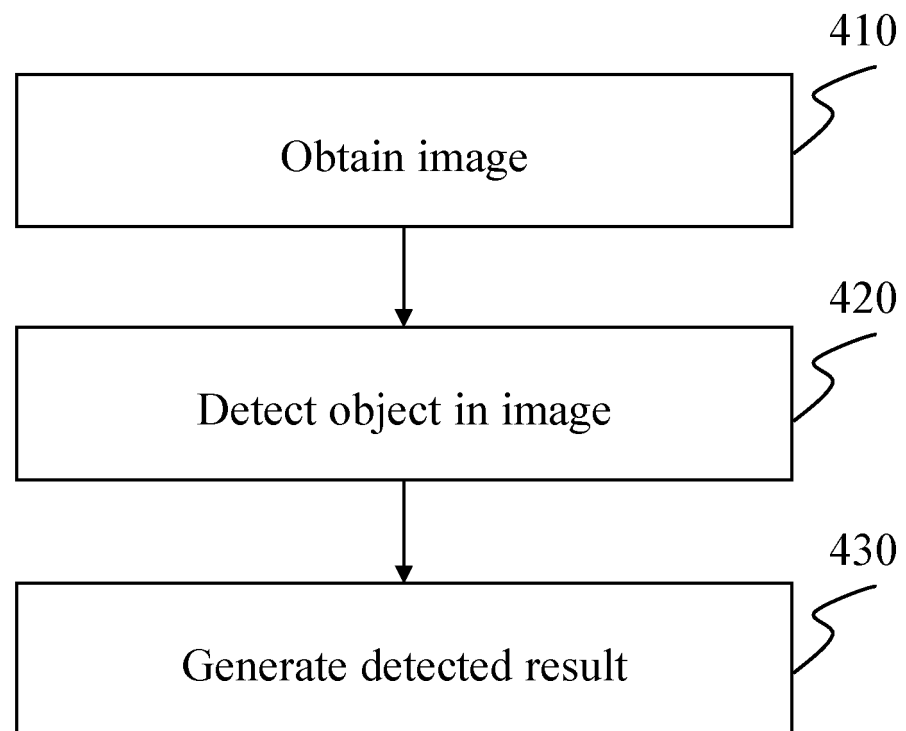 410
Obtain image
420
Detect object in image
430
Generate detected result